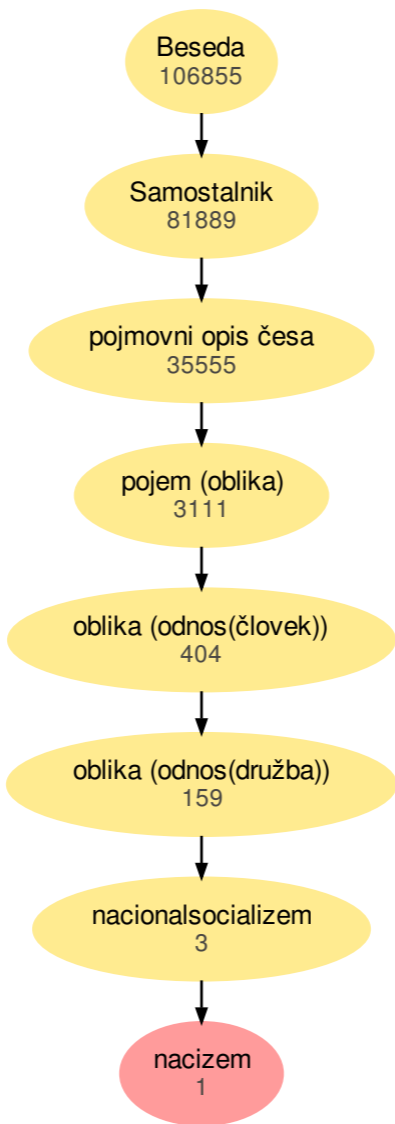 Beseda
106855
Samostalnik
81889
pojmovni opis česa
35555
pojem (oblika)
3111
oblika (odnos(človek))
404
oblika (odnos(družba))
159
nacionalsocializem
3
nacizem
1